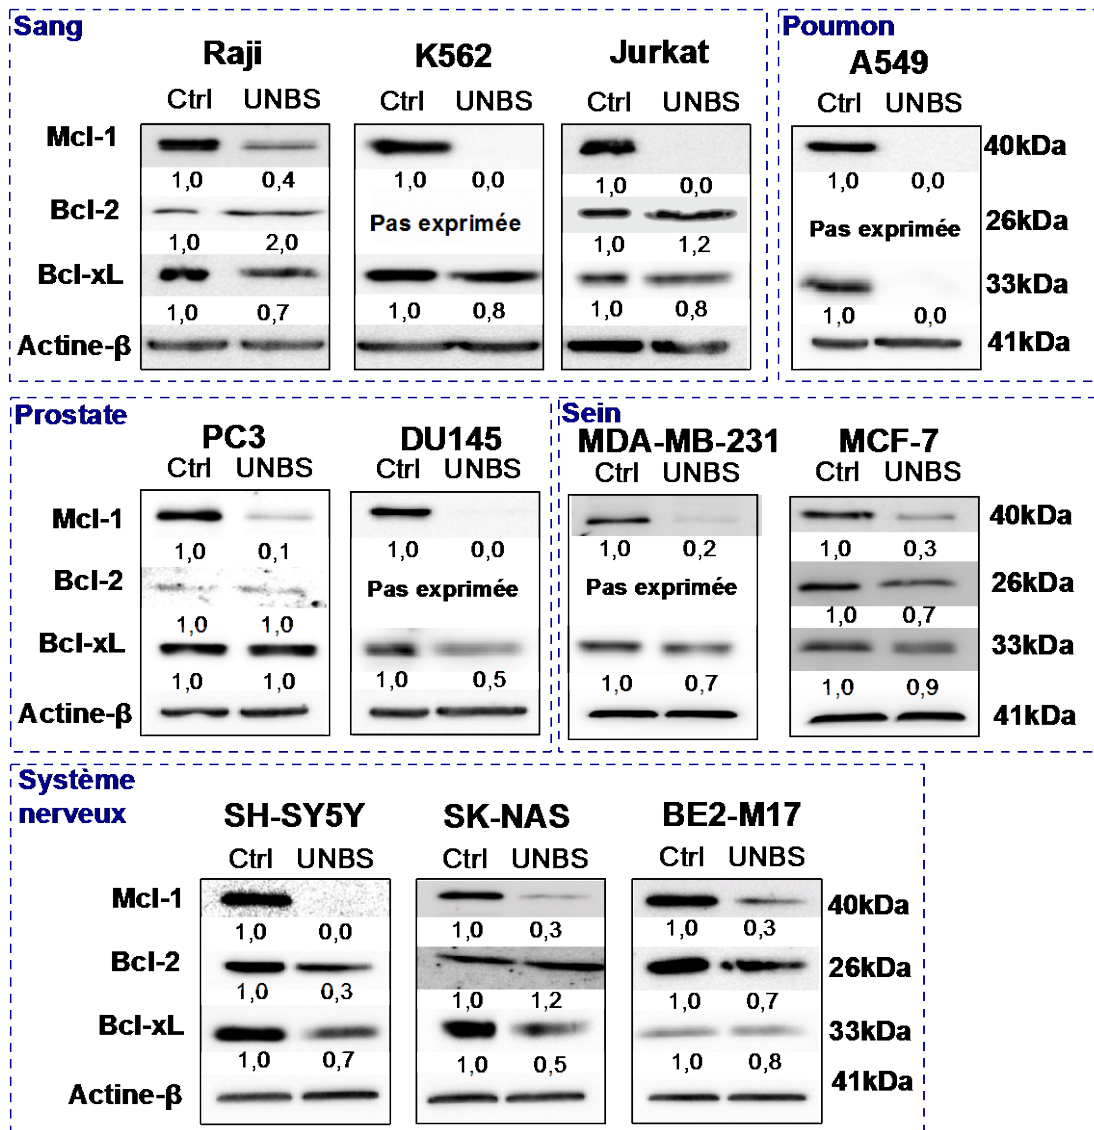 Sang
Raji K562 Jurkat
Ctrl UNBS Ctrl UNBS Ctrl UNBS
Mcl-1
1,0 0,4 1,0 0,0 1,0 0,0
Bcl-2 Pas exprimée
1,0 2,0 1,0 1,2
Bcl-xL
1,0 0,7 1,0 0,8 1,0 0,8
Actine-β
Poumon
A549
Ctrl UNBS
40kDa
1,0 0,0
Pas exprimée 26kDa
33kDa
1,0 0,0
41kDa
Prostate
PC3 DU145
Ctrl UNBS Ctrl UNBS
Mcl-1
1,0 0,1 1,0 0,0
Bcl-2 Pas exprimée
1,0 1,0
Bcl-xL
1,0 1,0 1,0 0,5
Actine-β
Sein
MDA-MB-231 MCF-7
Ctrl UNBS Ctrl UNBS
40kDa
1,0 0,2 1,0 0,3
Pas exprimée 26kDa
1,0 0,7
33kDa
1,0 0,7 1,0 0,9
41kDa
Système
nerveux
SH-SY5Y SK-NAS BE2-M17
Ctrl UNBS Ctrl UNBS Ctrl UNBS
Mcl-1 40kDa
1,0 0,0 1,0 0,3 1,0 0,3
Bcl-2 26kDa
1,0 0,3 1,0 1,2 1,0 0,7
Bcl-xL 33kDa
1,0 0,7 1,0 0,5 1,0 0,8
Actine-β 41kDa